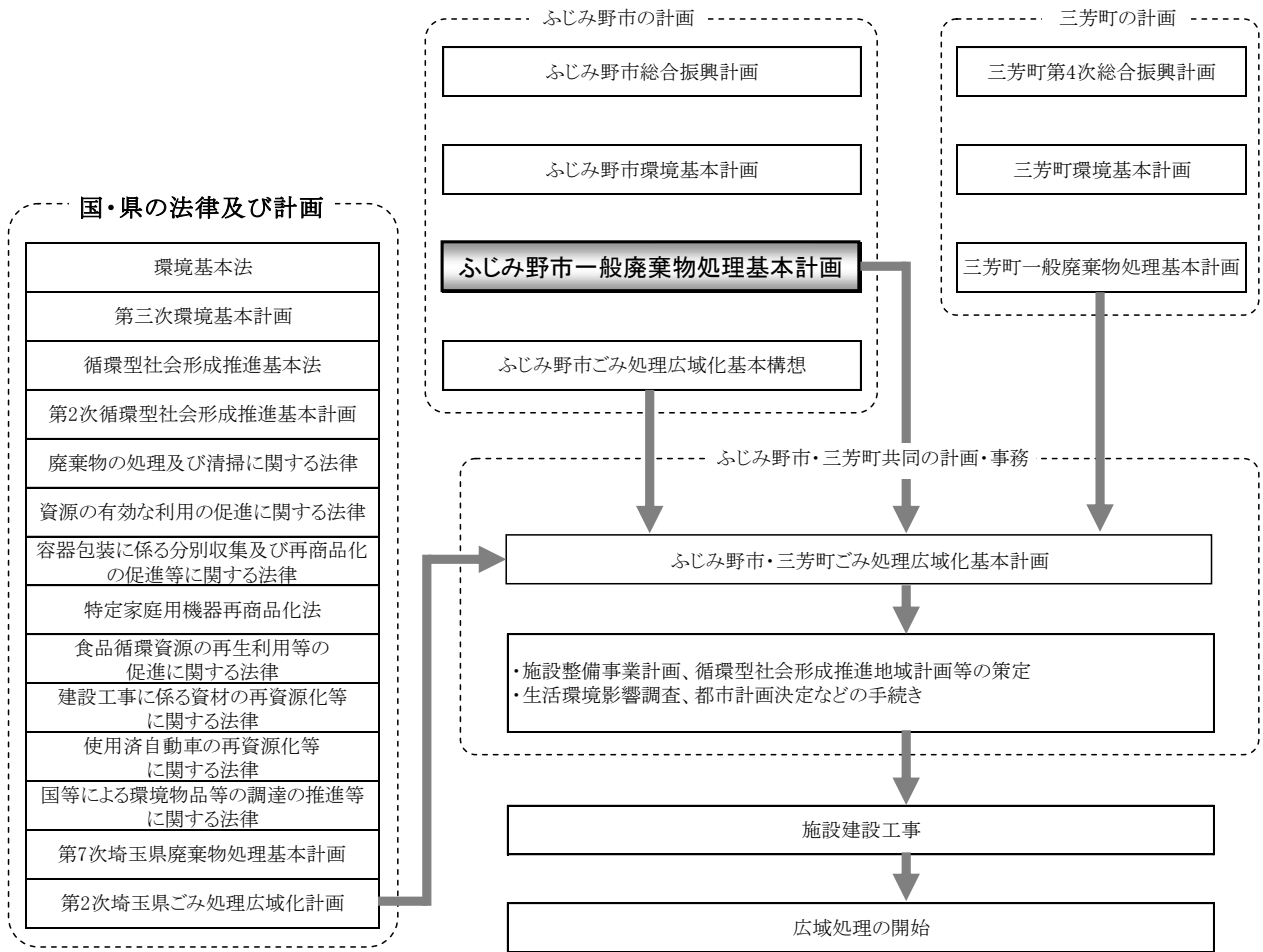 ふじみ野市の計画
ふじみ野市総合振興計画
ふじみ野市環境基本計画
ふじみ野市一般廃棄物処理基本計画
ふじみ野市ごみ処理広域化基本構想
三芳町の計画
三芳町第4次総合振興計画
三芳町環境基本計画
三芳町一般廃棄物処理基本計画
国・県の法律及び計画
環境基本法
第三次環境基本計画
循環型社会形成推進基本法
第2次循環型社会形成推進基本計画
廃棄物の処理及び清掃に関する法律
資源の有効な利用の促進に関する法律
容器包装に係る分別収集及び再商品化
の促進等に関する法律
特定家庭用機器再商品化法
食品循環資源の再生利用等の
促進に関する法律
建設工事に係る資材の再資源化等
に関する法律
使用済自動車の再資源化等
に関する法律
国等による環境物品等の調達の推進等
に関する法律
第7次埼玉県廃棄物処理基本計画
第2次埼玉県ごみ処理広域化計画
ふじみ野市・三芳町共同の計画・事務
ふじみ野市・三芳町ごみ処理広域化基本計画
・施設整備事業計画、循環型社会形成推進地域計画等の策定
・生活環境影響調査、都市計画決定などの手続き
施設建設工事
広域処理の開始